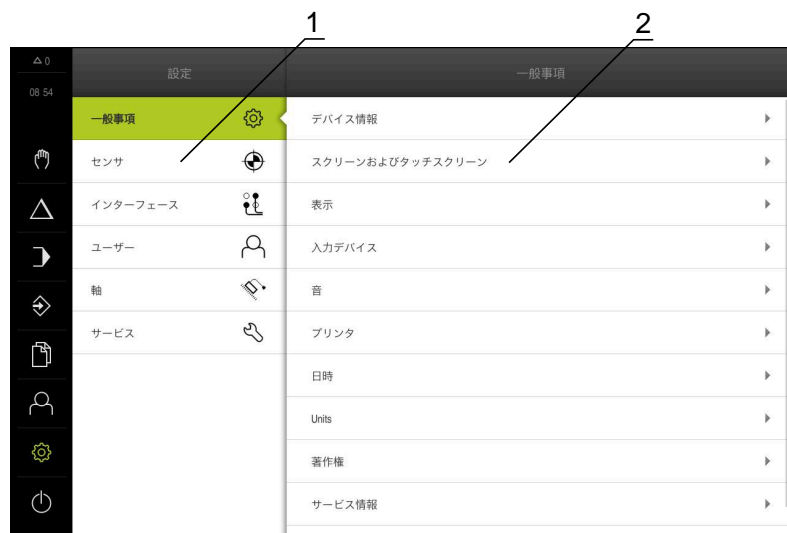 1
2
0
08 54
設定
一般事項
一般事項
センサ
インターフェース
ユーザー
軸
サービス
デバイス情報
スクリーンおよびタッチスクリーン
表示
入力デバイス
音
プリンタ
日時
Units
著作権
サービス情報